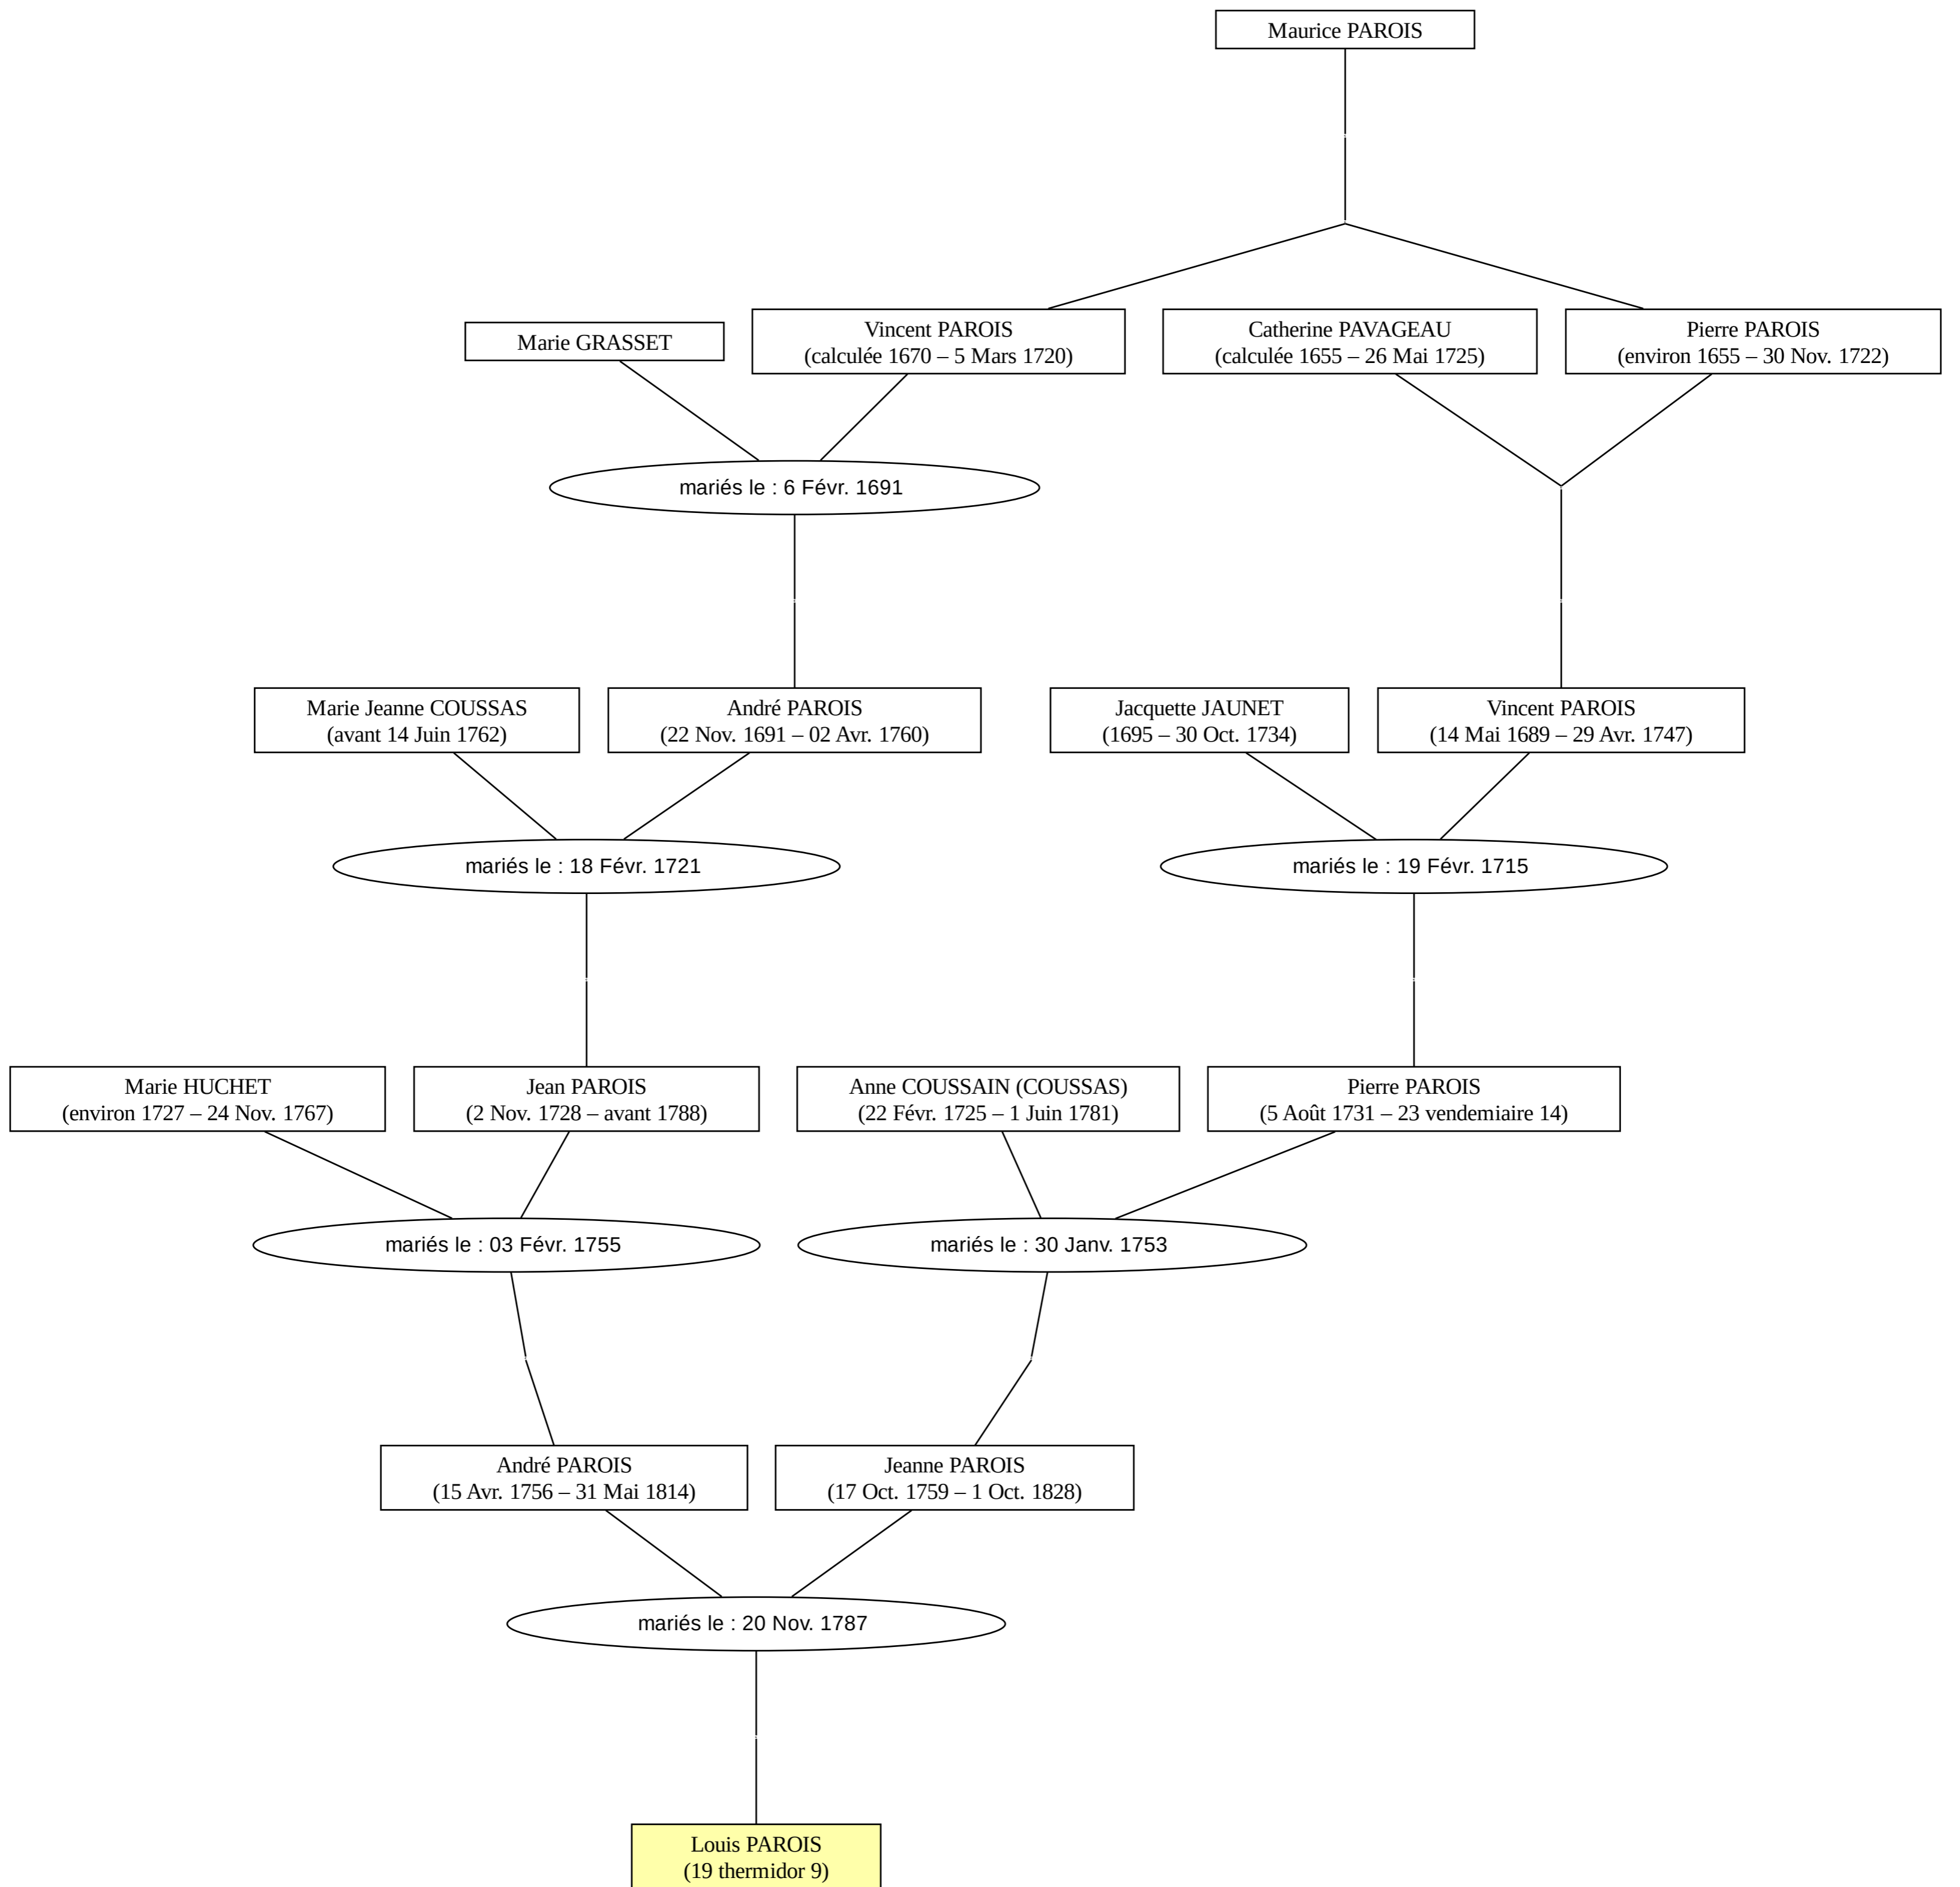 Maurice PAROIS
Marie GRASSET
Vincent PAROIS
(calculée 1670 – 5 Mars 1720)
Catherine PAVAGEAU
(calculée 1655 – 26 Mai 1725)
Pierre PAROIS
(environ 1655 – 30 Nov. 1722)
mariés le : 6 Févr. 1691
Marie Jeanne COUSSAS
(avant 14 Juin 1762)
André PAROIS
(22 Nov. 1691 – 02 Avr. 1760)
Jacquette JAUNET
(1695 – 30 Oct. 1734)
Vincent PAROIS
(14 Mai 1689 – 29 Avr. 1747)
mariés le : 18 Févr. 1721
mariés le : 19 Févr. 1715
Marie HUCHET
(environ 1727 – 24 Nov. 1767)
Jean PAROIS
(2 Nov. 1728 – avant 1788)
Anne COUSSAIN (COUSSAS)
(22 Févr. 1725 – 1 Juin 1781)
Pierre PAROIS
(5 Août 1731 – 23 vendemiaire 14)
mariés le : 03 Févr. 1755
mariés le : 30 Janv. 1753
André PAROIS
(15 Avr. 1756 – 31 Mai 1814)
Jeanne PAROIS
(17 Oct. 1759 – 1 Oct. 1828)
mariés le : 20 Nov. 1787
Louis PAROIS
(19 thermidor 9)